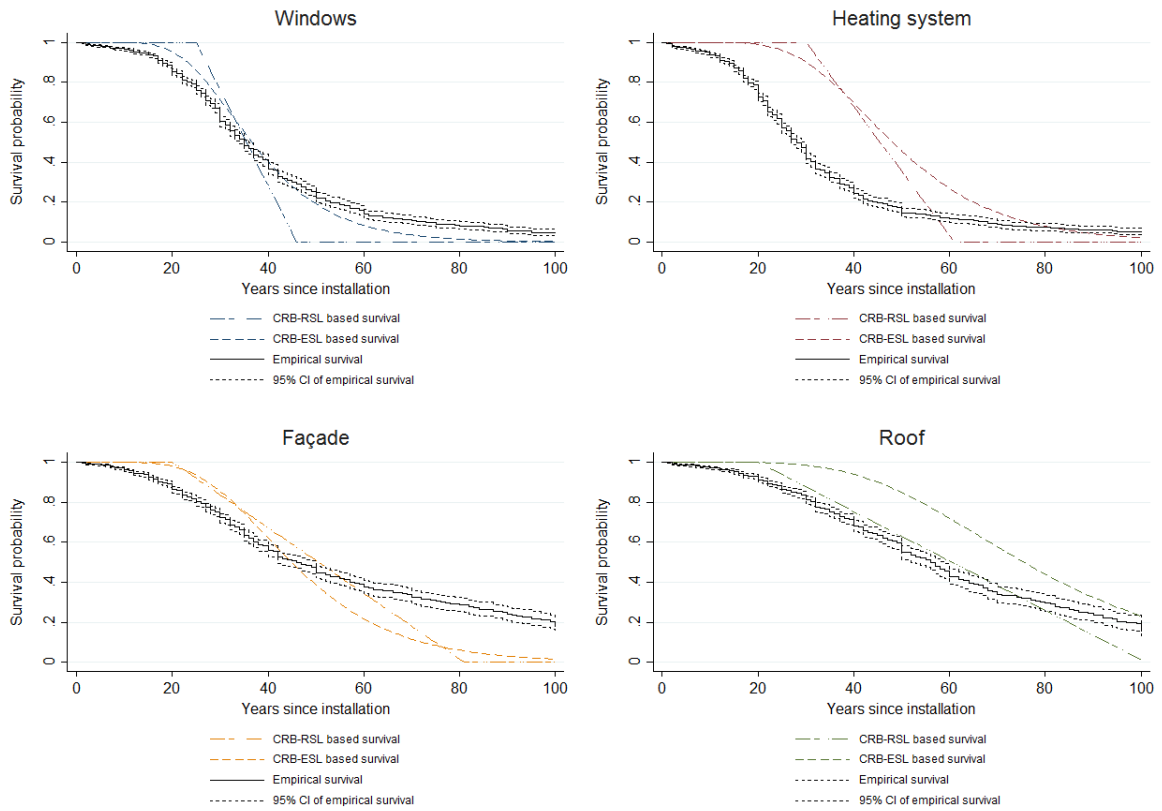 Windows
Survival probability
1
.8
.6
.4
.2
0
0 20 40 60 80 100
Years since installation
CRB-RSL based survival
CRB-ESL based survival
Empirical survival
95% CI of empirical survival
Heating system
Survival probability
1
.8
.6
.4
.2
0
0 20 40 60 80 100
Years since installation
CRB-RSL based survival
CRB-ESL based survival
Empirical survival
95% CI of empirical survival
Façade
Survival probability
1
.8
.6
.4
.2
0
0 20 40 60 80 100
Years since installation
CRB-RSL based survival
CRB-ESL based survival
Empirical survival
95% CI of empirical survival
Roof
Survival probability
1
.8
.6
.4
.2
0
0 20 40 60 80 100
Years since installation
CRB-RSL based survival
CRB-ESL based survival
Empirical survival
95% CI of empirical survival